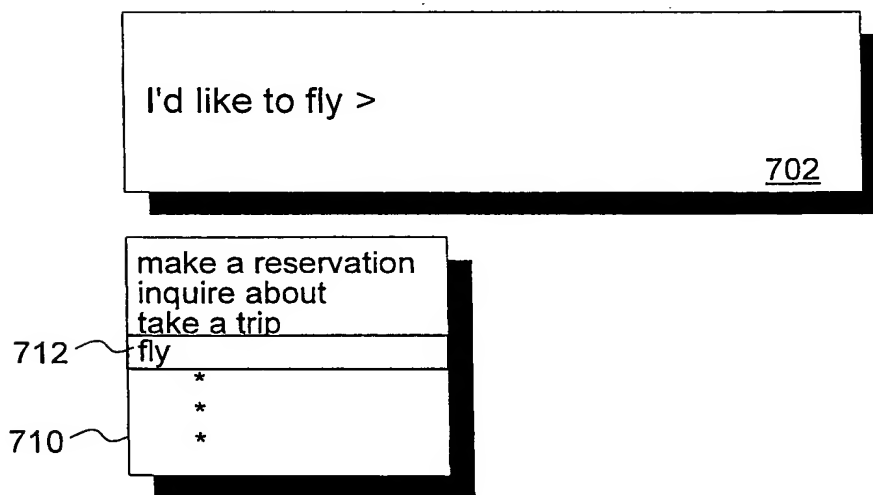 I'd like to fly >
702
make a reservation
inquire about
take a trip
712
fly
*
*
710
*